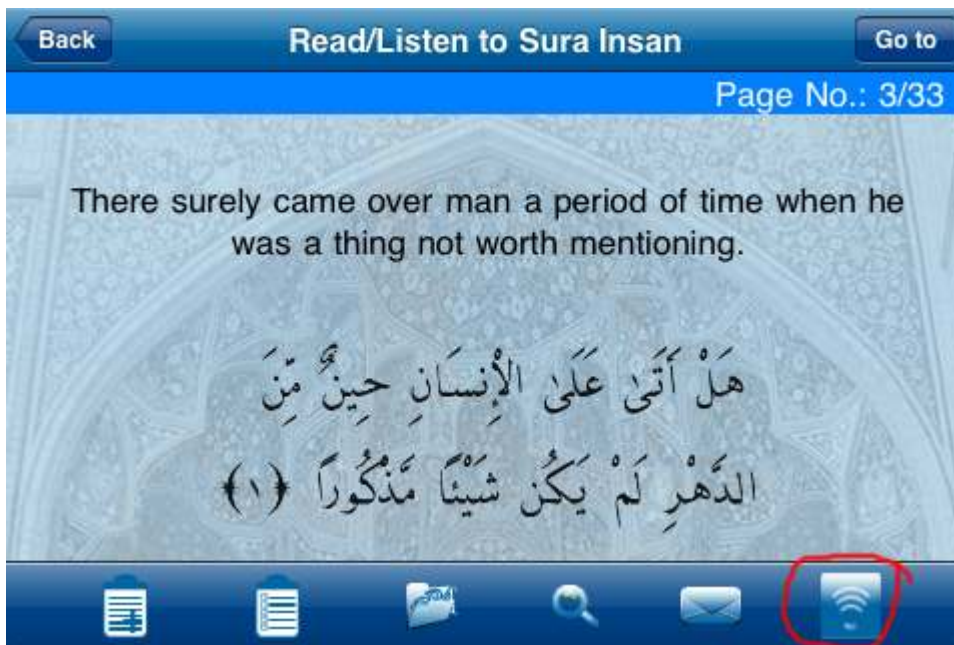 Back
Read/Listen to Sura Insan
Go to
Page No.: 3/33
There surely came over man a period of time when he
was a thing not worth mentioning.
هَلْ أَتَىٰ عَلَى الْإِنسَانِ حِينٌ مِّنَ
الدَّهْرِ لَمْ يَكُن شَيْئًا مَّذْكُورًا ﴿١﴾